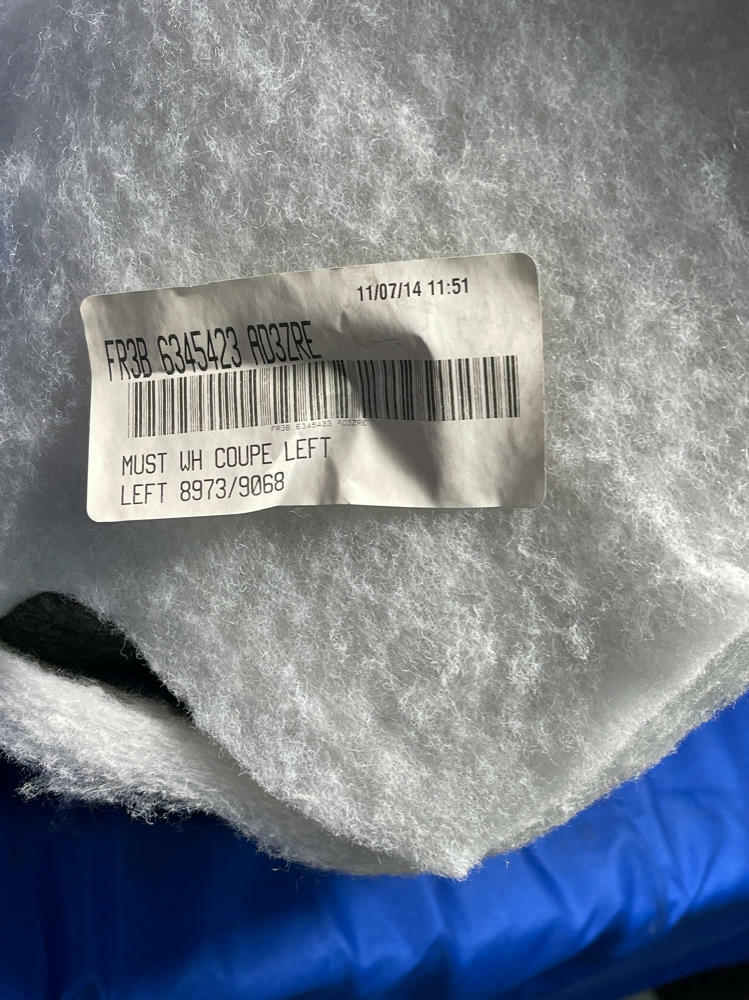 11/07/14 11:51
FR3B 6345423 AD3ZRE
FR3B 6345423 AD3ZRE
MUST WH COUPE LEFT
LEFT 8973/9068